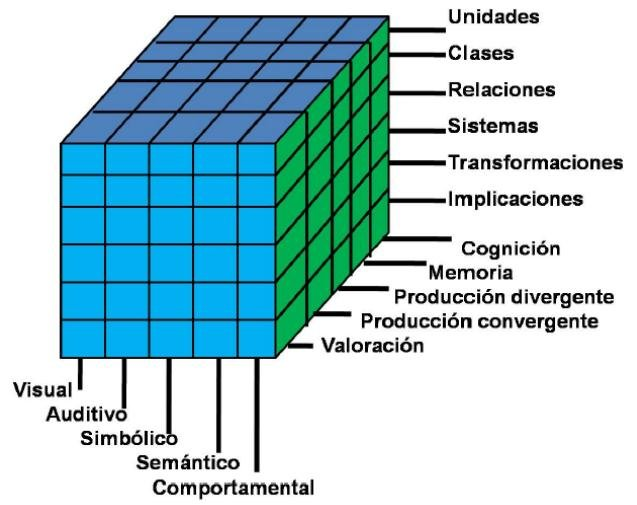 Unidades
Clases
Relaciones
Sistemas
Transformaciones
Implicaciones
Cognición
Memoria
Producción divergente
Producción convergente
Valoración
Visual
Auditivo
Simbólico
Semántico
Comportamental